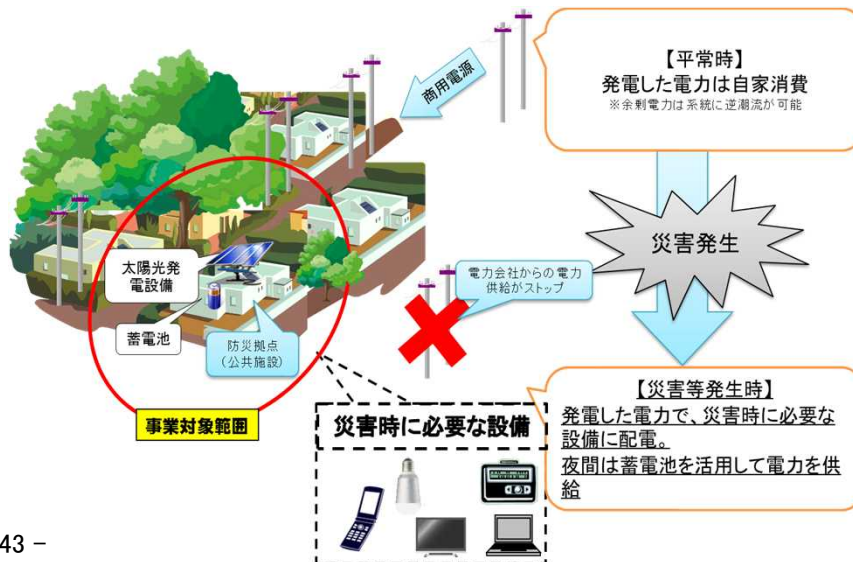 商用電源
【平常時】
発電した電力は自家消費
※余剰電力は系統に逆潮流が可能
災害発生
太陽光発
電設備
蓄電池
防災拠点
(公共施設)
電力会社からの電力
供給がストップ
事業対象範囲
災害時に必要な設備
【災害等発生時】
発電した電力で、災害時に必要な
設備に配電。
夜間は蓄電池を活用して電力を供
給
43 -